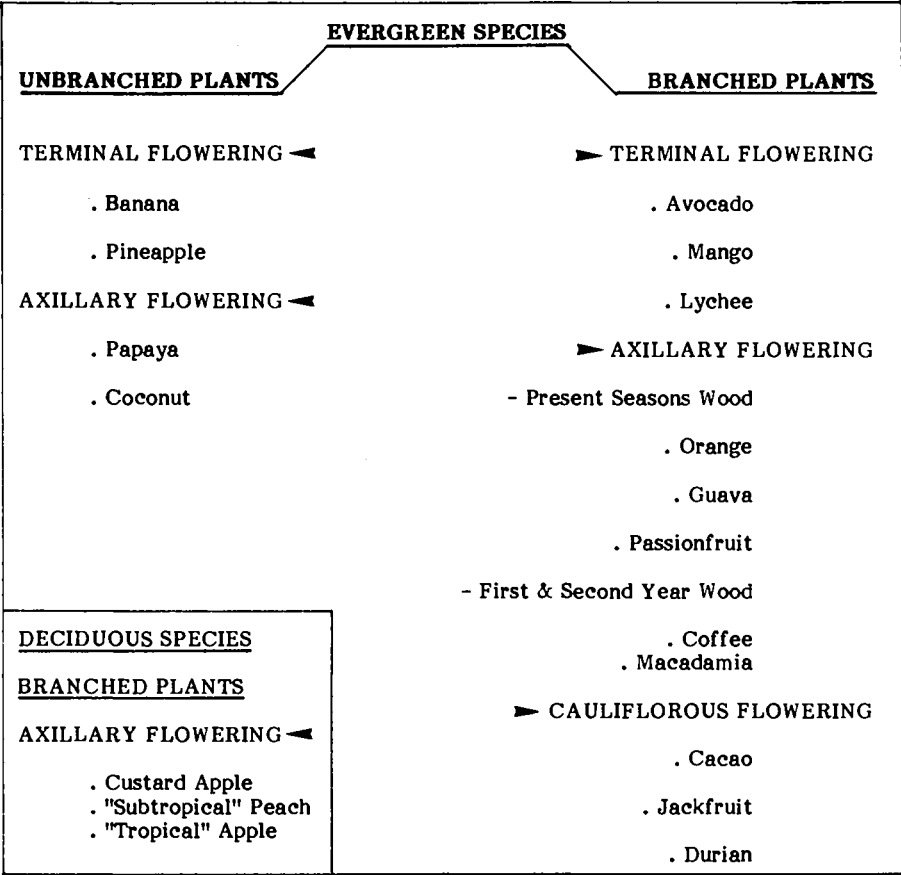 EVERGREEN SPECIES
UNBRANCHED PLANTS
TERMINAL FLOWERING
. Banana
. Pineapple
AXILLARY FLOWERING
. Papaya
. Coconut
BRANCHED PLANTS
TERMINAL FLOWERING
. Avocado
. Mango
. Lychee
AXILLARY FLOWERING
- Present Seasons Wood
. Orange
. Guava
. Passionfruit
- First & Second Year Wood
. Coffee
. Macadamia
CAULIFLOROUS FLOWERING
. Cacao
. Jackfruit
. Durian
DECIDUOUS SPECIES
BRANCHED PLANTS
AXILLARY FLOWERING
. Custard Apple
. "Subtropical" Peach
. "Tropical" Apple